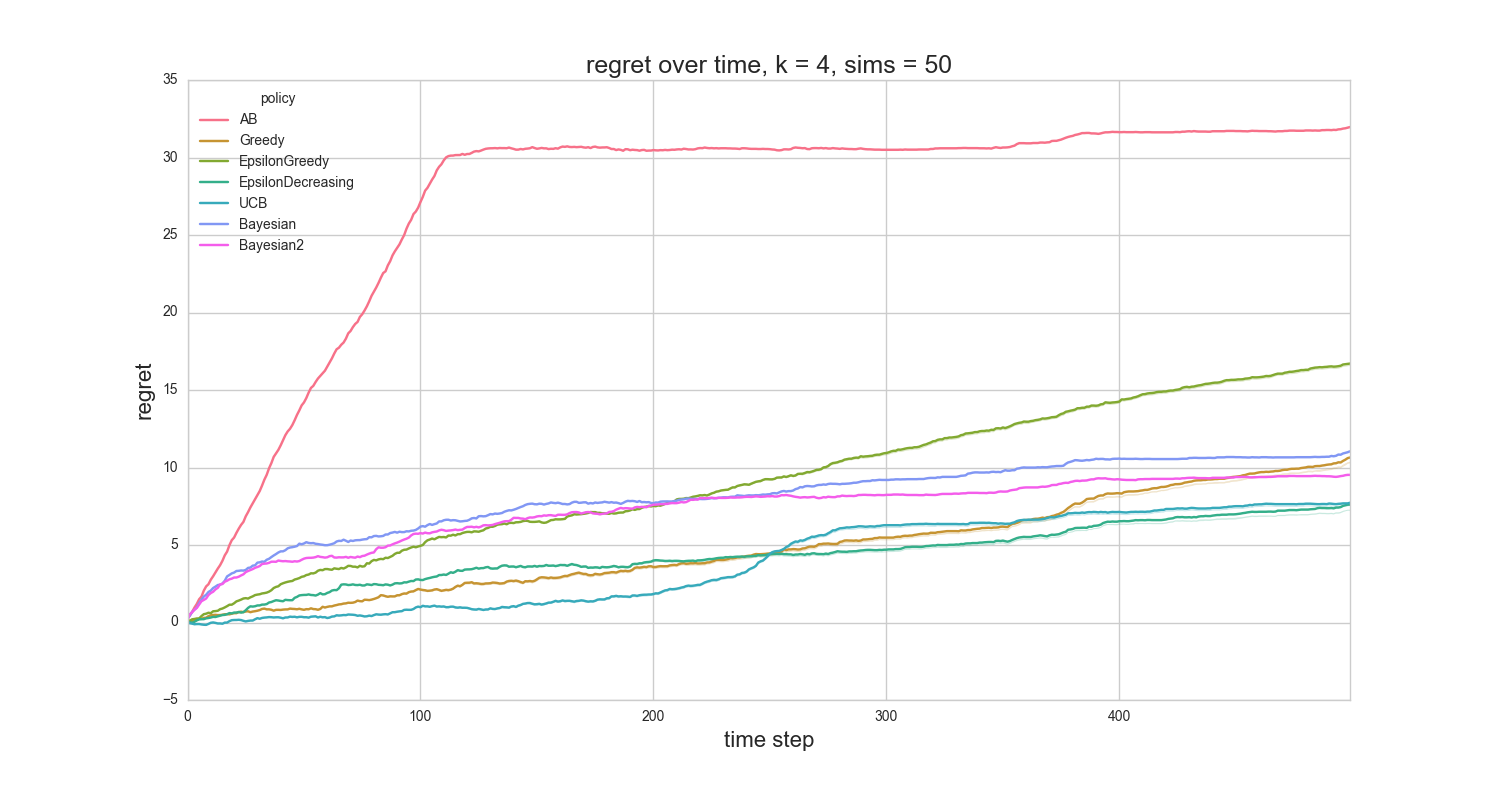 regret over time, k = 4, sims = 50
35
30
25
20
15
10
5
0
−5
regret
policy
AB
Greedy
EpsilonGreedy
EpsilonDecreasing
UCB
Bayesian
Bayesian2
0
100
200
300
400
time step